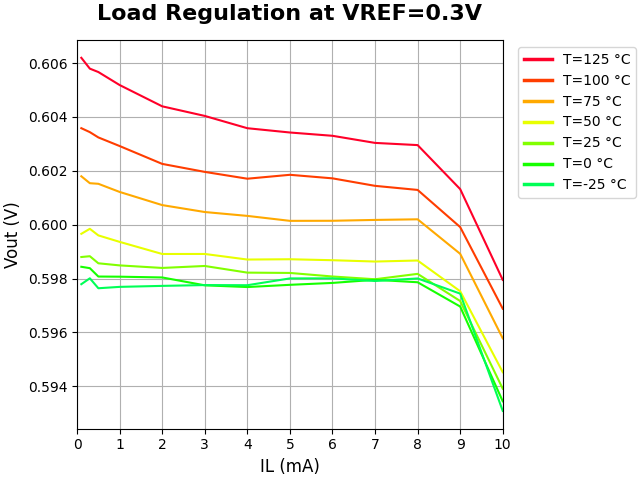 Load Regulation at VREF=0.3V
Vout (V)
0.606
0.604
0.602
0.600
0.598
0.596
0.594
0 1 2 3 4 5 6 7 8 9 10
IL (mA)
T=125 °C
T=100 °C
T=75 °C
T=50 °C
T=25 °C
T=0 °C
T=-25 °C